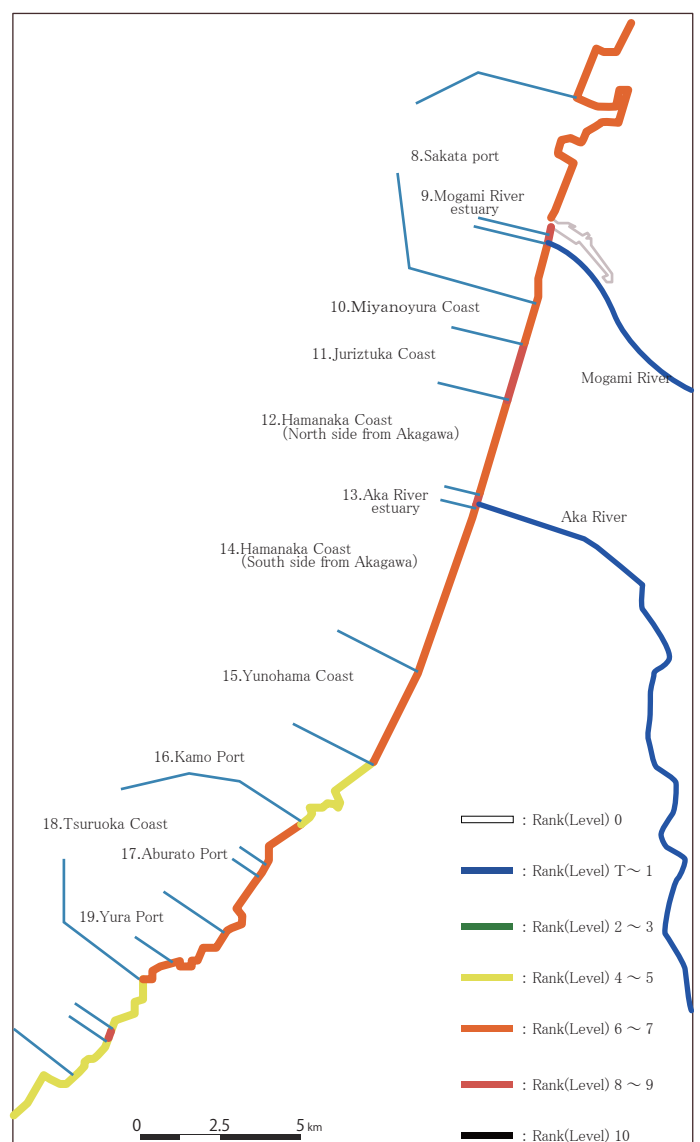 8.Sakata port
9.Mogami River
estuary
10.Miyanoyura Coast
11.Juriztuka Coast
Mogami River
12.Hamanaka Coast
(North side from Akagawa)
13.Aka River
estuary
Aka River
14.Hamanaka Coast
(South side from Akagawa)
15.Yunohama Coast
16.Kamo Port
18.Tsuruoka Coast
17.Aburato Port
19.Yura Port
: Rank(Level) 0
: Rank(Level) T～ 1
: Rank(Level) 2 ～ 3
: Rank(Level) 4 ～ 5
: Rank(Level) 6 ～ 7
: Rank(Level) 8 ～ 9
: Rank(Level) 10
0 2.5 5 km